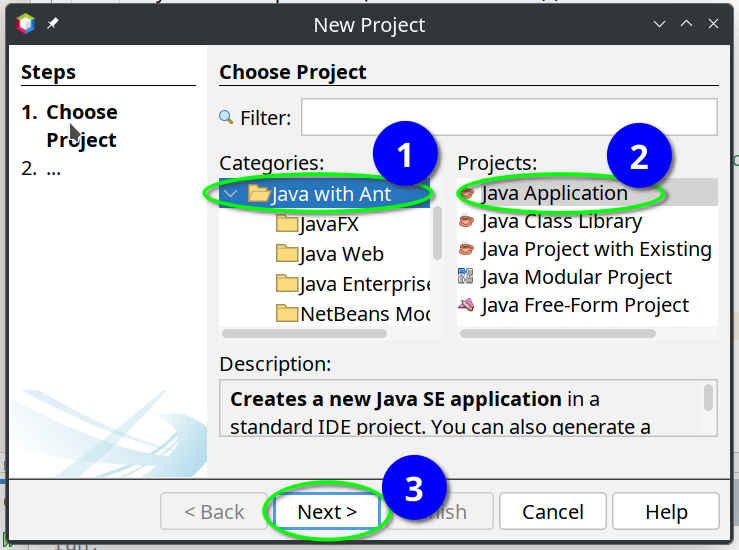 New Project
Steps
Choose Project
1. Choose
Project
2. ...
Filter:
Categories:
1
Projects:
2
Java with Ant
JavaFX
Java Web
Java Enterprise
NetBeans
Java Application
Java Class Library
Java Project with Existing
Java Modular Project
Java Free-Form Project
Description:
Creates a new Java SE application in a
standard IDE project. You can also generate a
3
< Back
Next >
Cancel
Help